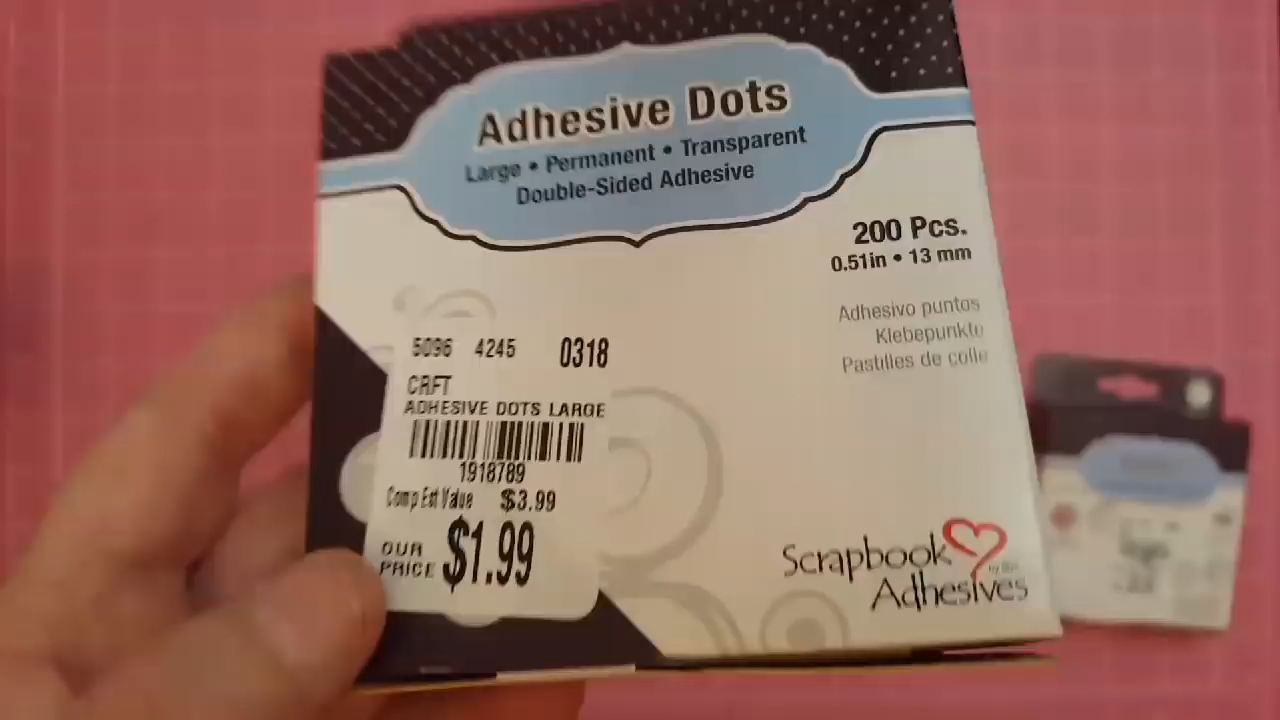 Adhesive Dots
Large • Permanent • Transparent
Double-Sided Adhesive
200 Pcs.
0.51in • 13 mm
Adhesivo puntos
Klebepunkte
Pastilles de colle
5096 4245 0318
CRFT
ADHESIVE DOTS LARGE
1918789
Comp Est Value $3.99
OUR PRICE $1.99
Scrapbook
Adhesives